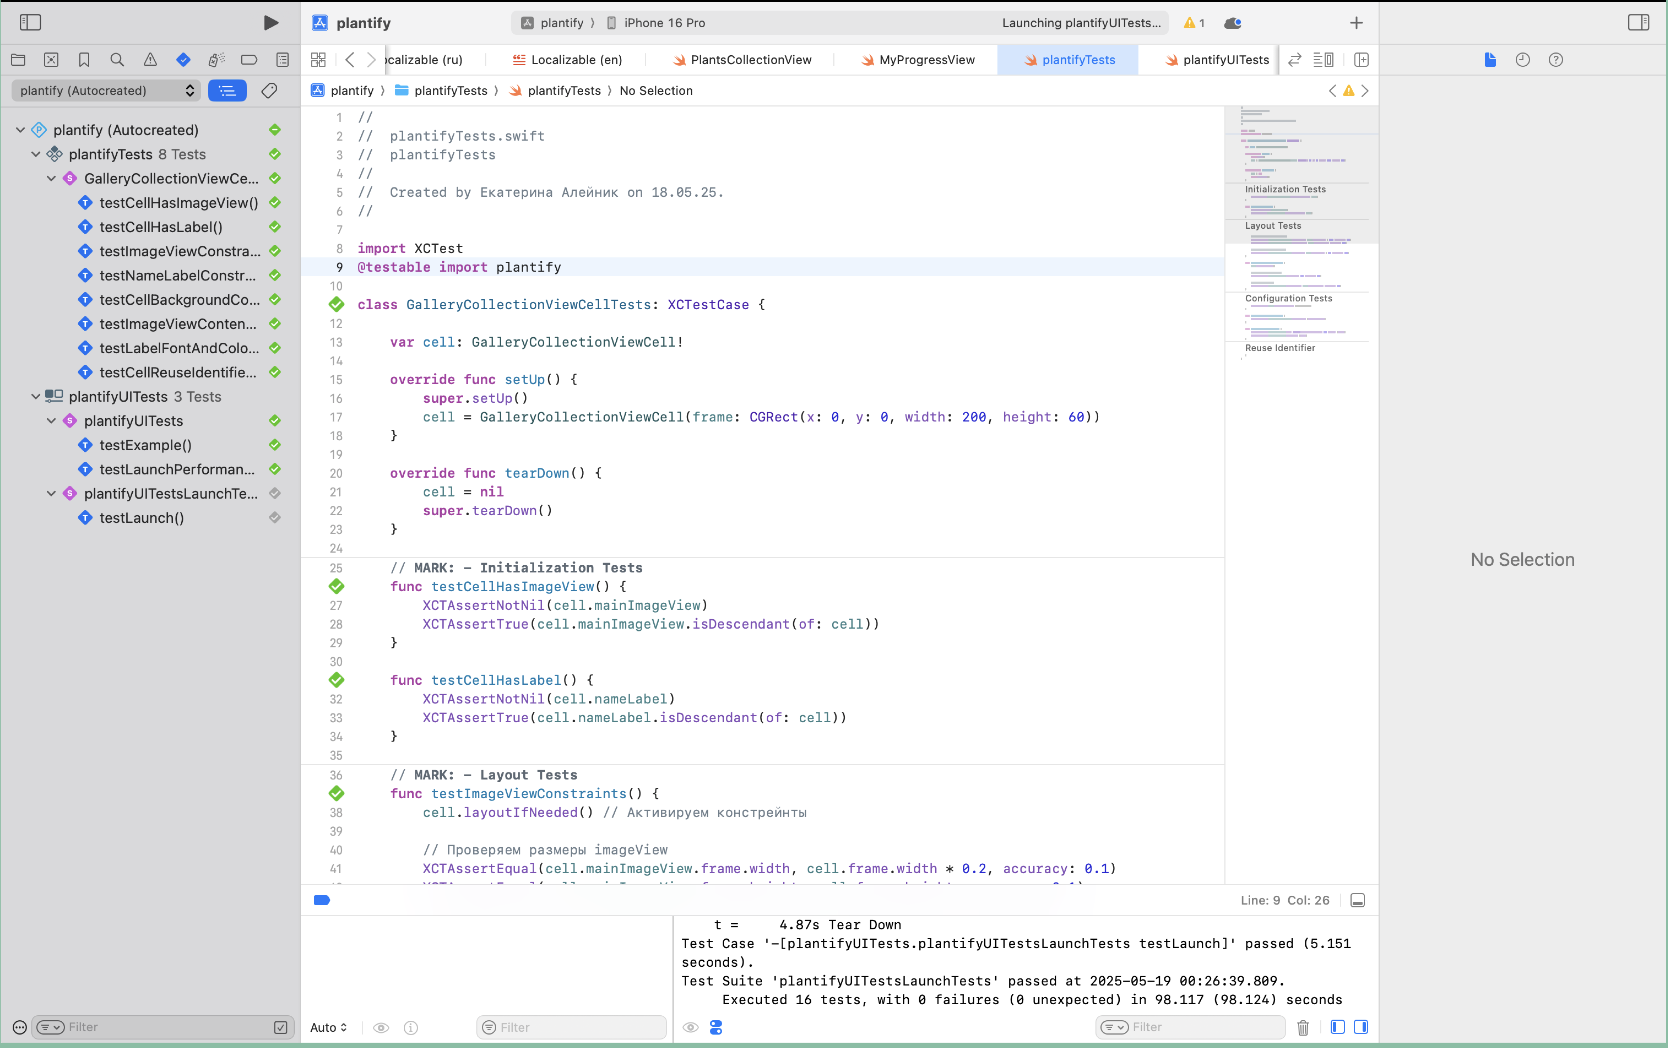 plantify
plantify 〉 iPhone 16 Pro
Launching plantifyUITests...
1
ocalizable (ru)
Localizable (en)
PlantsCollectionView
MyProgressView
plantifyTests
plantifyUITests
plantify (Autocreated)
plantify 〉 plantifyTests 〉 plantifyTests 〉 No Selection
plantify (Autocreated)
plantifyTests 8 Tests
GalleryCollectionViewCe...
testCellHasImageView()
testCellHasLabel()
testImageViewConstra...
testNameLabelConstr...
testCellBackgroundCo...
testImageViewConten...
testLabelFontAndColo...
testCellReuseIdentifie...
plantifyUITests 3 Tests
plantifyUITests
testExample()
testLaunchPerforman...
plantifyUITestsLaunchTe...
testLaunch()
Filter
1 //
2 //  plantifyTests.swift
3 //  plantifyTests
4 //
5 //  Created by Екатерина Алейник on 18.05.25.
6 //
7
8 import XCTest
9 @testable import plantify
10
class GalleryCollectionViewCellTests: XCTestCase {
12
13     var cell: GalleryCollectionViewCell!
14
15     override func setUp() {
16         super.setUp()
17         cell = GalleryCollectionViewCell(frame: CGRect(x: 0, y: 0, width: 200, height: 60))
18     }
19
20     override func tearDown() {
21         cell = nil
22         super.tearDown()
23     }
24
25     // MARK: - Initialization Tests
func testCellHasImageView() {
27         XCTAssertNotNil(cell.mainImageView)
28         XCTAssertTrue(cell.mainImageView.isDescendant(of: cell))
29     }
30
func testCellHasLabel() {
32         XCTAssertNotNil(cell.nameLabel)
33         XCTAssertTrue(cell.nameLabel.isDescendant(of: cell))
34     }
35
36     // MARK: - Layout Tests
func testImageViewConstraints() {
38         cell.layoutIfNeeded() // Активируем констрейнты
39
40         // Проверяем размеры imageView
41         XCTAssertEqual(cell.mainImageView.frame.width, cell.frame.width * 0.2, accuracy: 0.1)
Initialization Tests
Layout Tests
Configuration Tests
Reuse Identifier
No Selection
Line: 9 Col: 26
t =     4.87s Tear Down
Test Case '-[plantifyUITests.plantifyUITestsLaunchTests testLaunch]' passed (5.151
seconds).
Test Suite 'plantifyUITestsLaunchTests' passed at 2025-05-19 00:26:39.809.
Executed 16 tests, with 0 failures (0 unexpected) in 98.117 (98.124) seconds
Auto
Filter
Filter